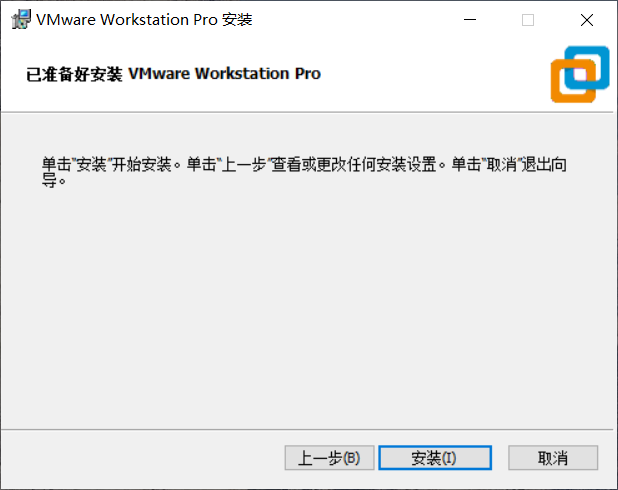 VMware Workstation Pro 安装
已准备好安装 VMware Workstation Pro
单击"安装"开始安装。单击"上一步"查看或更改任何安装设置。单击"取消"退出向
导。
上一步(B) 安装(I) 取消